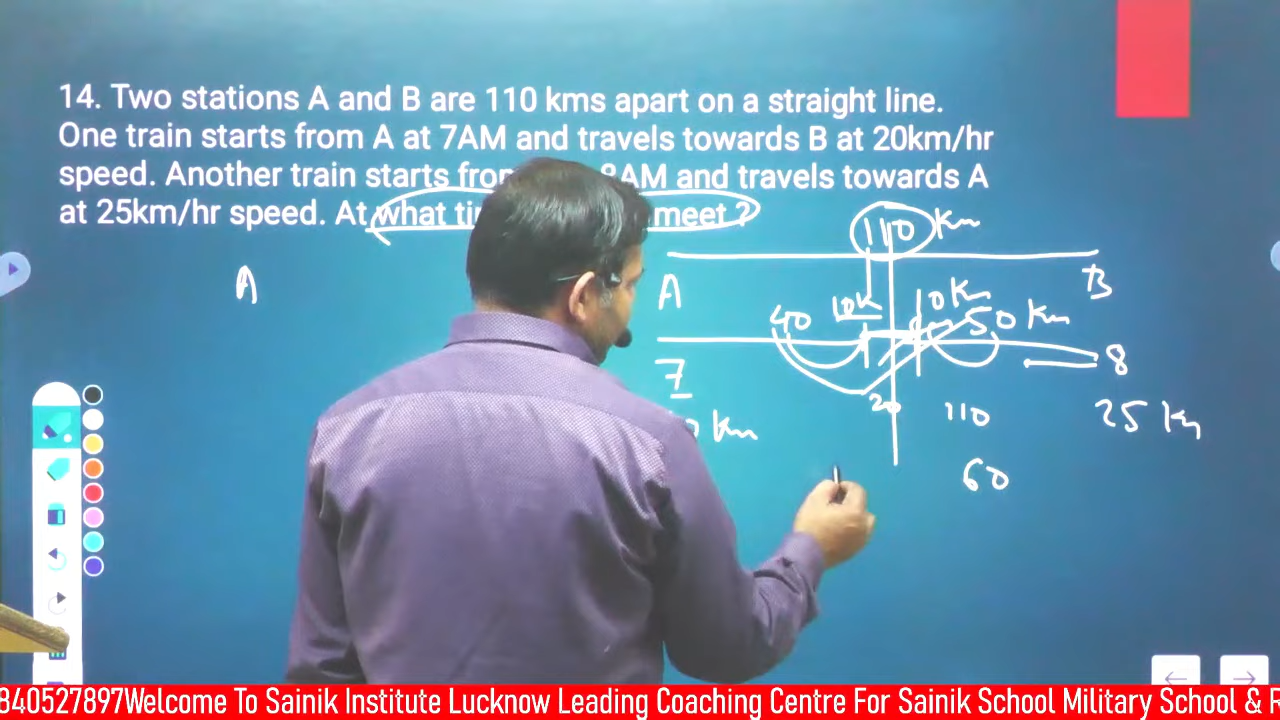 14. Two stations A and B are 110 kms apart on a straight line.
One train starts from A at 7AM and travels towards B at 20km/hr
speed. Another train starts 8AM and travels towards A
at 25km/hr speed. At what meet ?
110 Km
A
A
B
10K
10Km
40
50 Km
7
8
20
110
25 Km
Km
60
840527897Welcome To Sainik Institute Lucknow Leading Coaching Centre For Sainik School Military School & R